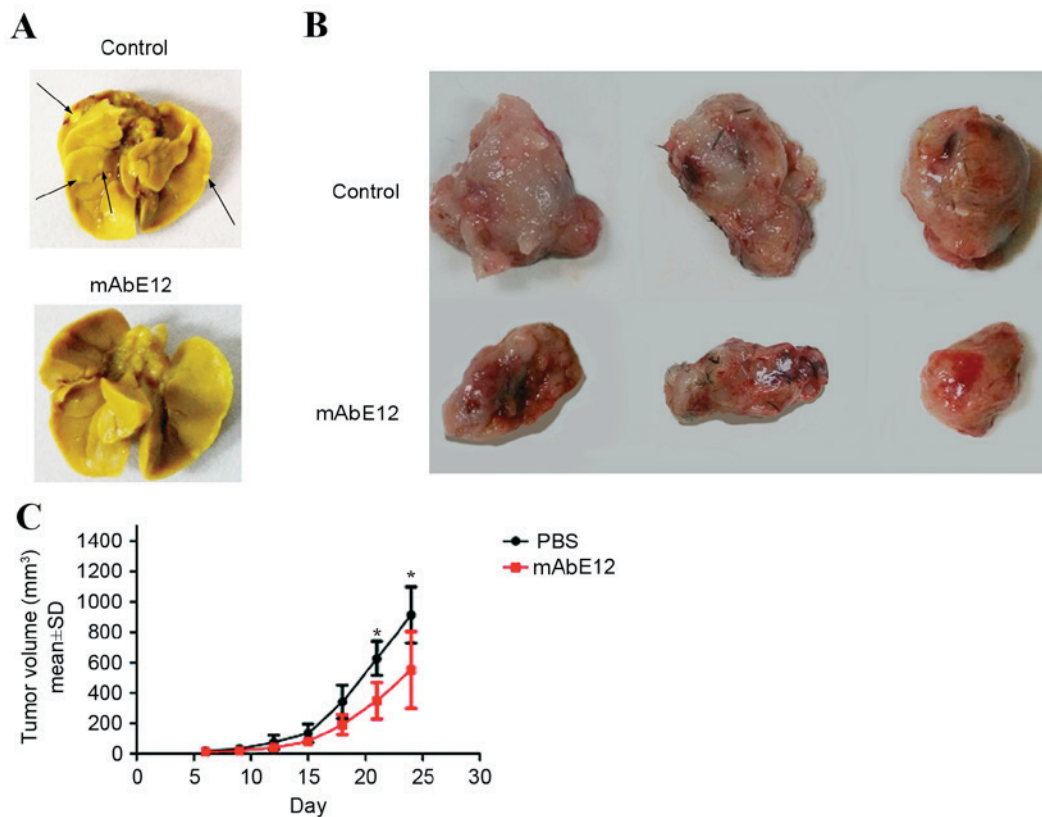 A
Control
mAbE12
B
Control
mAbE12
C
Tumor volume (mm³)
mean±SD
1400
1200
1000
800
600
400
200
0
*
*
0 5 10 15 20 25 30
Day
PBS
mAbE12